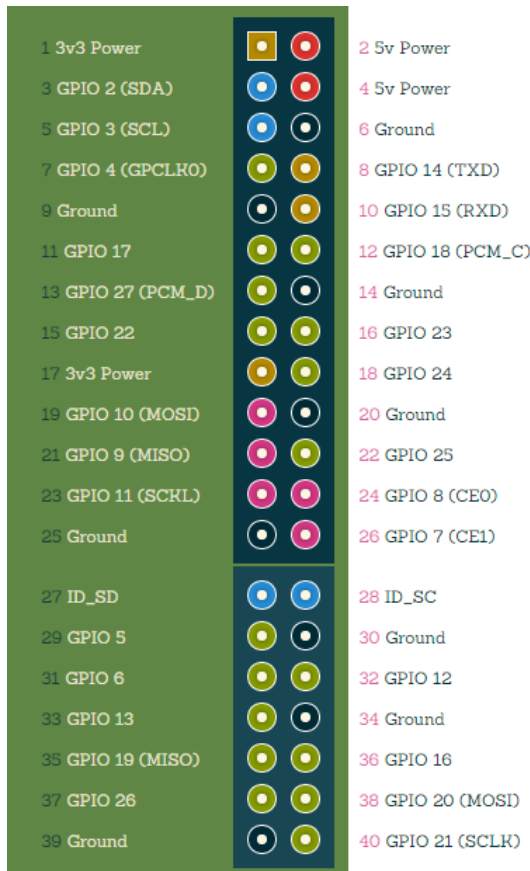 1 3v3 Power 2 5v Power
3 GPIO 2 (SDA) 4 5v Power
5 GPIO 3 (SCL) 6 Ground
7 GPIO 4 (GPCLK0) 8 GPIO 14 (TXD)
9 Ground 10 GPIO 15 (RXD)
11 GPIO 17 12 GPIO 18 (PCM_C)
13 GPIO 27 (PCM_D) 14 Ground
15 GPIO 22 16 GPIO 23
17 3v3 Power 18 GPIO 24
19 GPIO 10 (MOSI) 20 Ground
21 GPIO 9 (MISO) 22 GPIO 25
23 GPIO 11 (SCKL) 24 GPIO 8 (CE0)
25 Ground 26 GPIO 7 (CE1)
27 ID_SD 28 ID_SC
29 GPIO 5 30 Ground
31 GPIO 6 32 GPIO 12
33 GPIO 13 34 Ground
35 GPIO 19 (MISO) 36 GPIO 16
37 GPIO 26 38 GPIO 20 (MOSI)
39 Ground 40 GPIO 21 (SCLK)